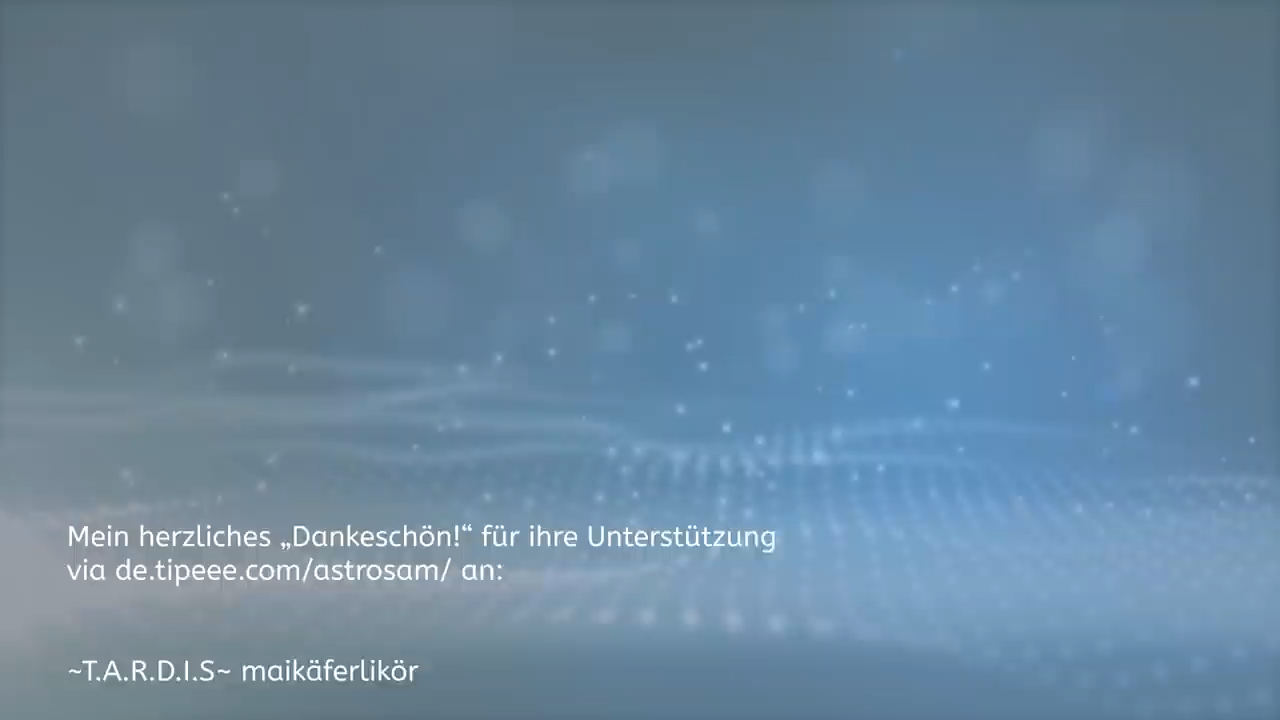 Mein herzliches „Dankeschön!“ für ihre Unterstützung
via de.tipeee.com/astrosam/ an:
~T.A.R.D.I.S~ maikäferlikör